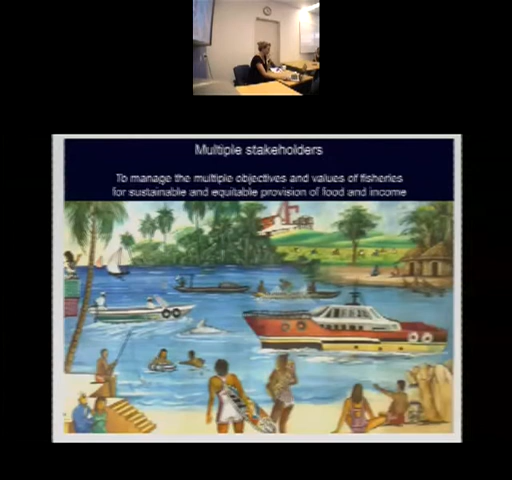 Multiple stakeholders
To manage the multiple objectives and values of fisheries
for sustainable and equitable provision of food and income